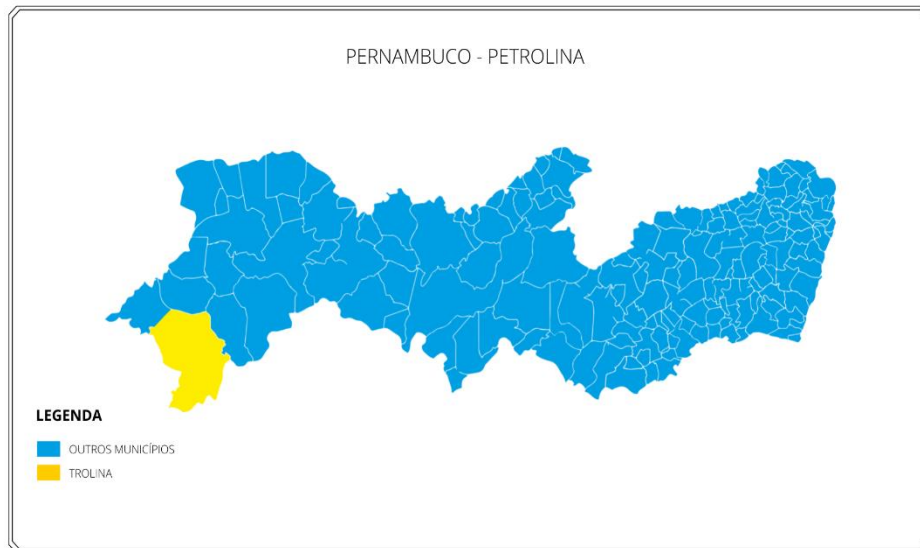 PERNAMBUCO - PETROLINA
LEGENDA
OUTROS MUNICÍPIOS
TROLINA